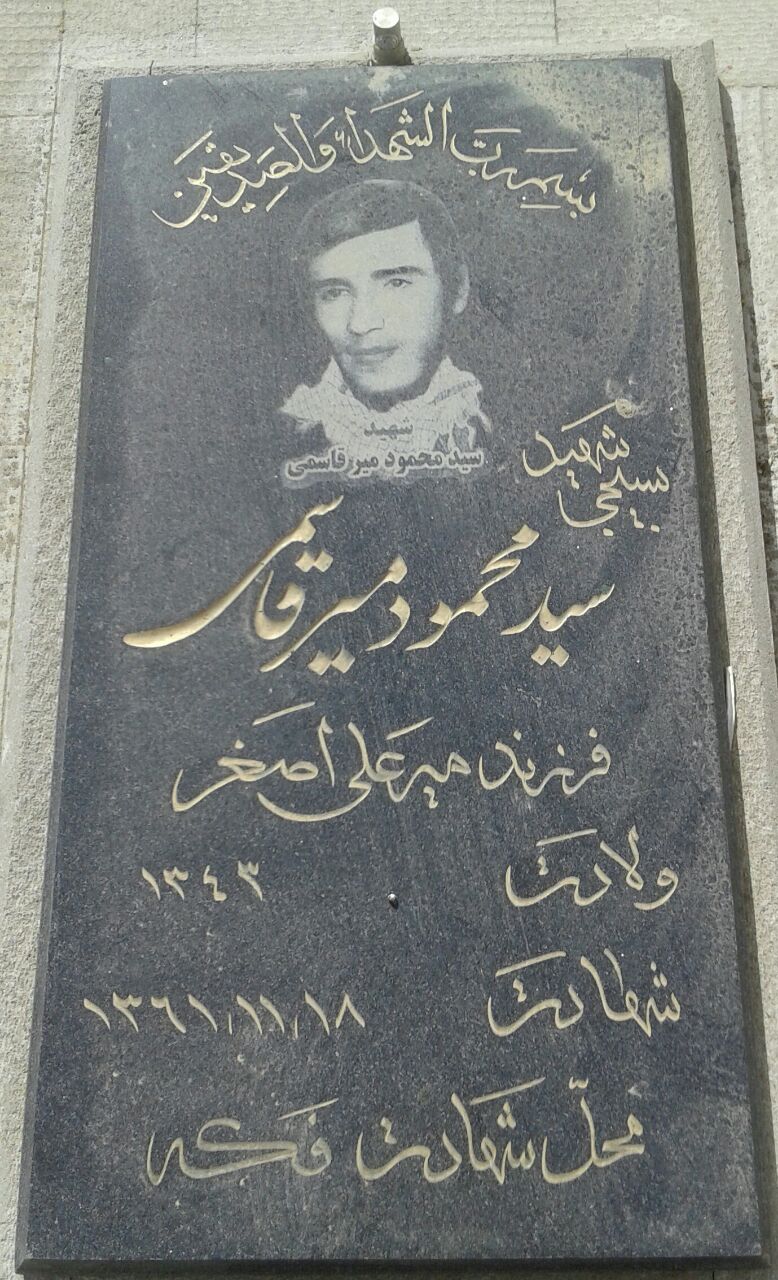 بسم رب الشهداء والصدیقین
شهید
سید محمود میرقاسمی
شهید
بسیجی
سید محمود میرقاسمی
فرزند میرعلی اصغر
ولادت ۱۳۴۳
شهادت ۱۳۶۱/۱۱/۱۸
محلّ شهادت فکه